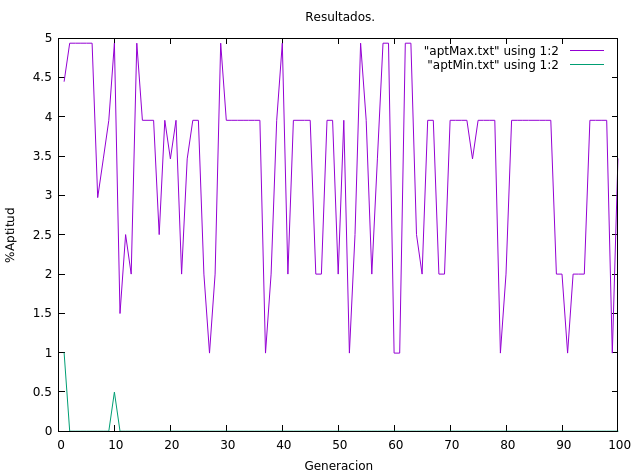 Resultados.
5
"aptMax.txt" using 1:2
"aptMin.txt" using 1:2
4.5
4
3.5
3
%Aptitud
2.5
2
1.5
1
0.5
0
0 10 20 30 40 50 60 70 80 90 100
Generacion